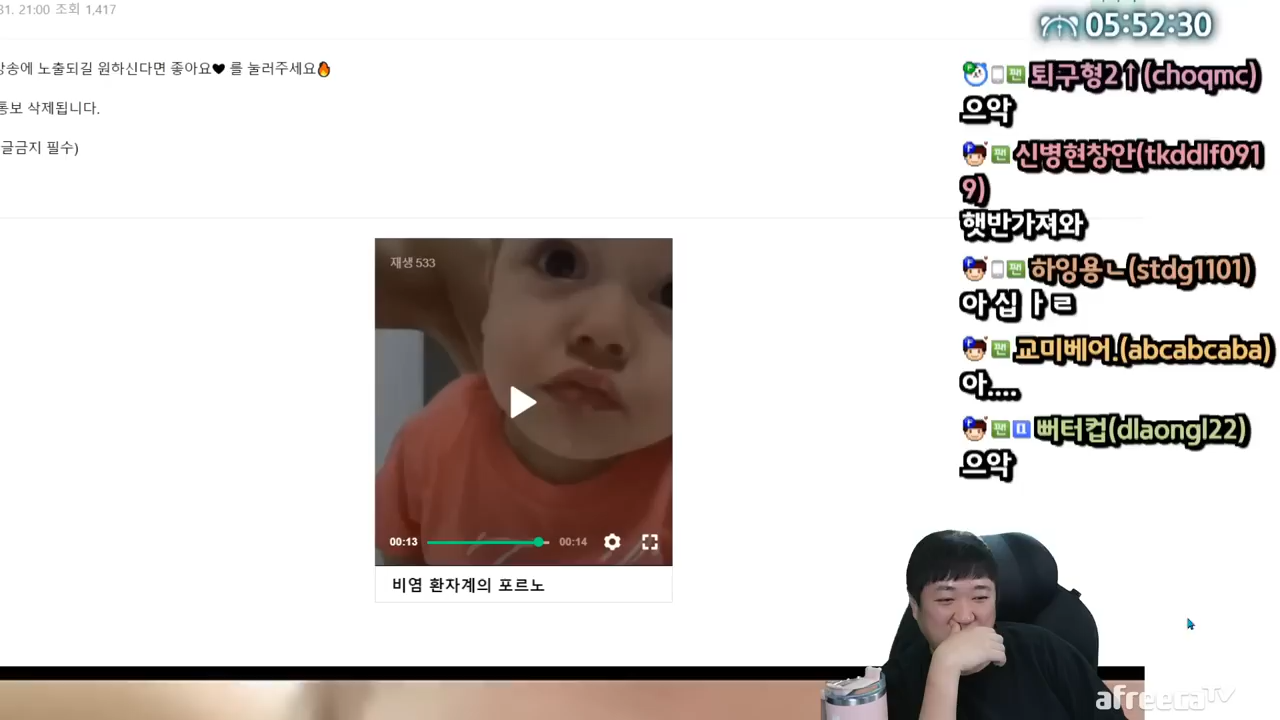 31. 21:00 조회 1,417
05:52:30
방송에 노출되길 원하신다면 좋아요🖤 를 눌러주세요🔥
통보 삭제됩니다.
글금지 필수)
퇴구형2↑(choqmc)
으악
신병현창안(tkddlf091
9)
햇반가져와
하잉용ㄴ(stdg1101)
아십ㅏㄹ
교미베어.(abcabcaba)
아....
뻐터컵(dlaongl22)
으악
재생 533
00:13
00:14
비염 환자계의 포르노
afreecaTV